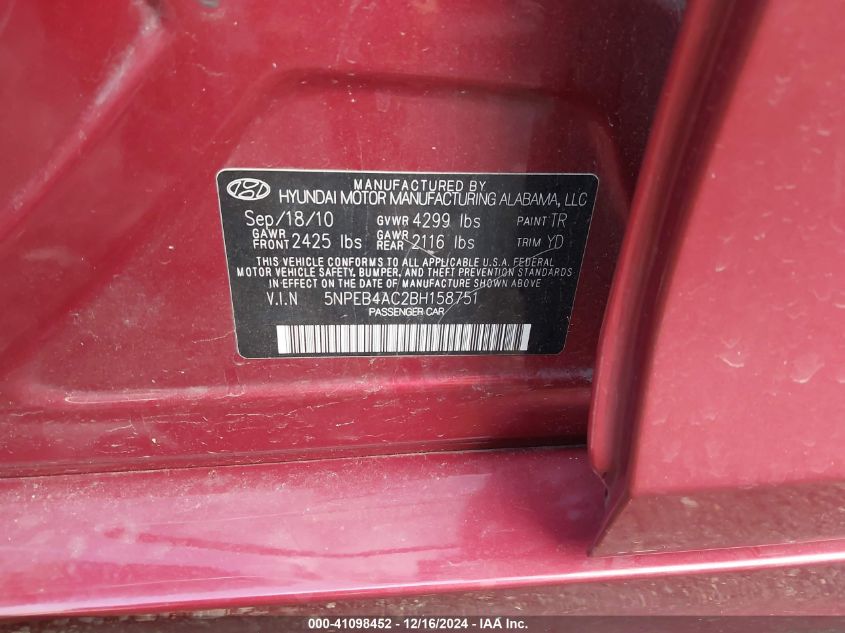 MANUFACTURED BY
HYUNDAI MOTOR MANUFACTURING ALABAMA, LLC
Sep/18/10 GVWR 4299 lbs PAINT TR
GAWR FRONT 2425 lbs GAWR REAR 2116 lbs TRIM YD
THIS VEHICLE CONFORMS TO ALL APPLICABLE U.S.A. FEDERAL
MOTOR VEHICLE SAFETY, BUMPER, AND THEFT PREVENTION STANDARDS
IN EFFECT ON THE DATE OF MANUFACTURE SHOWN ABOVE
V.I.N 5NPEB4AC2BH158751
PASSENGER CAR
000-41098452 - 12/16/2024 - IAA Inc.